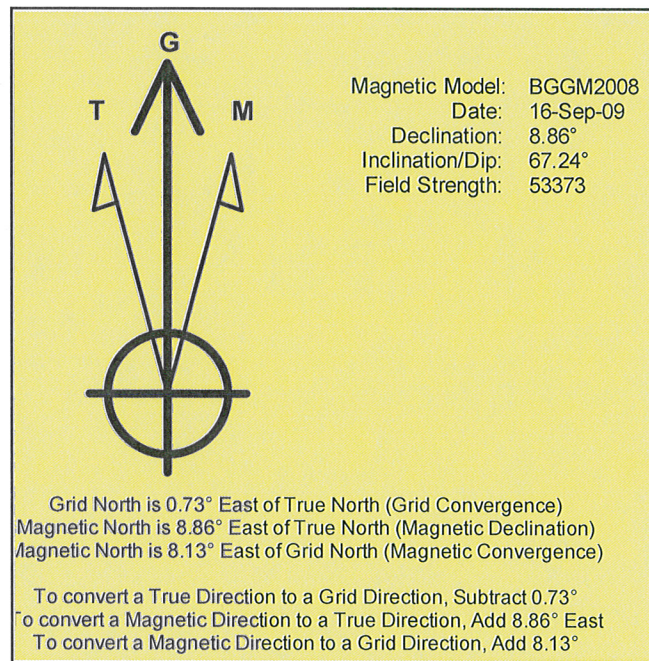 G
T M
Magnetic Model: BGGM2008
Date: 16-Sep-09
Declination: 8.86°
Inclination/Dip: 67.24°
Field Strength: 53373
Grid North is 0.73° East of True North (Grid Convergence)
Magnetic North is 8.86° East of True North (Magnetic Declination)
Magnetic North is 8.13° East of Grid North (Magnetic Convergence)
To convert a True Direction to a Grid Direction, Subtract 0.73°
To convert a Magnetic Direction to a True Direction, Add 8.86° East
To convert a Magnetic Direction to a Grid Direction, Add 8.13°